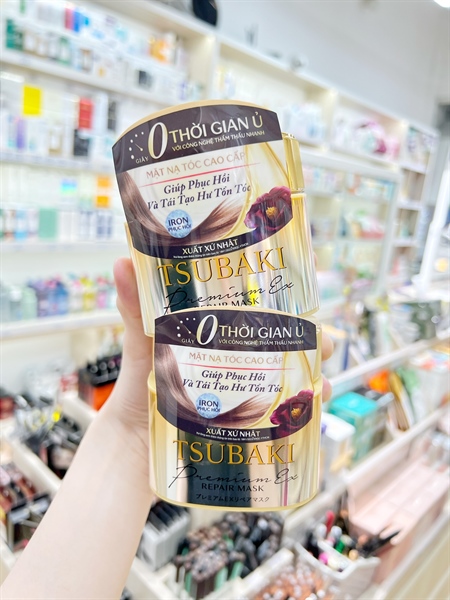 0 THỜI GIAN Ủ
GIÂY VỚI CÔNG NGHỆ THẨM THẤU NHANH
MẶT NẠ TÓC CAO CẤP
Giúp Phục Hồi
Và Tái Tạo Hư Tổn Tóc
IRON
PHỤC HỒI
XUẤT XỨ NHẬT
TSUBAKI
Premium Ex
REPAIR MASK
0 THỜI GIAN Ủ
GIÂY VỚI CÔNG NGHỆ THẨM THẤU NHANH
MẶT NẠ TÓC CAO CẤP
Giúp Phục Hồi
Và Tái Tạo Hư Tổn Tóc
IRON
PHỤC HỒI
XUẤT XỨ NHẬT
TSUBAKI
Premium Ex
REPAIR MASK
プレミアムEXリペアマスク